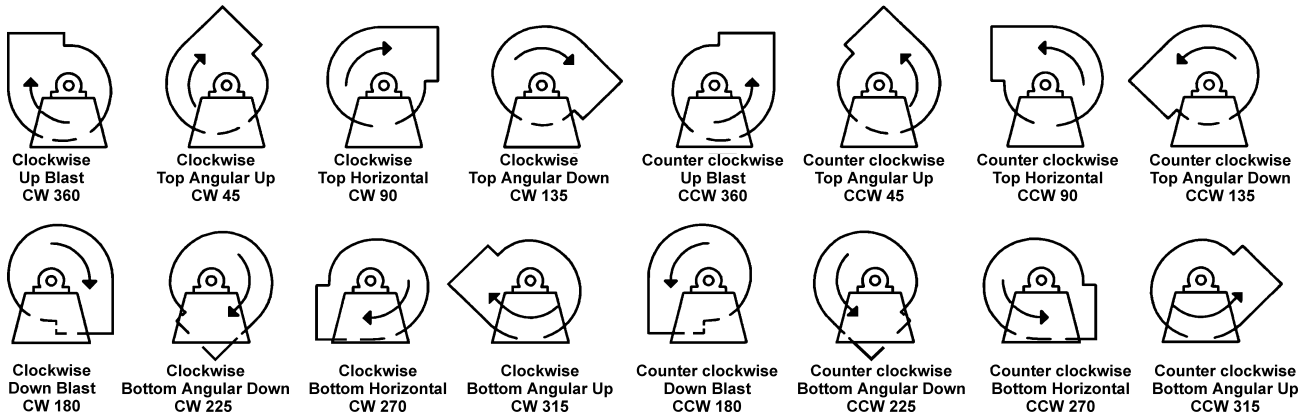 Clockwise
Up Blast
CW 360
Clockwise
Top Angular Up
CW 45
Clockwise
Top Horizontal
CW 90
Clockwise
Top Angular Down
CW 135
Counter clockwise
Up Blast
CCW 360
Counter clockwise
Top Angular Up
CCW 45
Counter clockwise
Top Horizontal
CCW 90
Counter clockwise
Top Angular Down
CCW 135
Clockwise
Down Blast
CW 180
Clockwise
Bottom Angular Down
CW 225
Clockwise
Bottom Horizontal
CW 270
Clockwise
Bottom Angular Up
CW 315
Counter clockwise
Down Blast
CCW 180
Counter clockwise
Bottom Angular Down
CCW 225
Counter clockwise
Bottom Horizontal
CCW 270
Counter clockwise
Bottom Angular Up
CCW 315